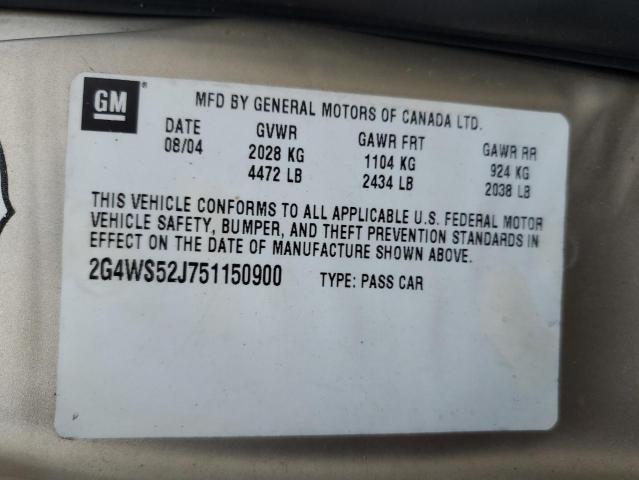 GM
MFD BY GENERAL MOTORS OF CANADA LTD.
DATE GVWR GAWR FRT GAWR RR
08/04 2028 KG 1104 KG 924 KG
4472 LB 2434 LB 2038 LB
THIS VEHICLE CONFORMS TO ALL APPLICABLE U.S. FEDERAL MOTOR
VEHICLE SAFETY, BUMPER, AND THEFT PREVENTION STANDARDS IN
EFFECT ON THE DATE OF MANUFACTURE SHOWN ABOVE.
2G4WS52J751150900 TYPE: PASS CAR